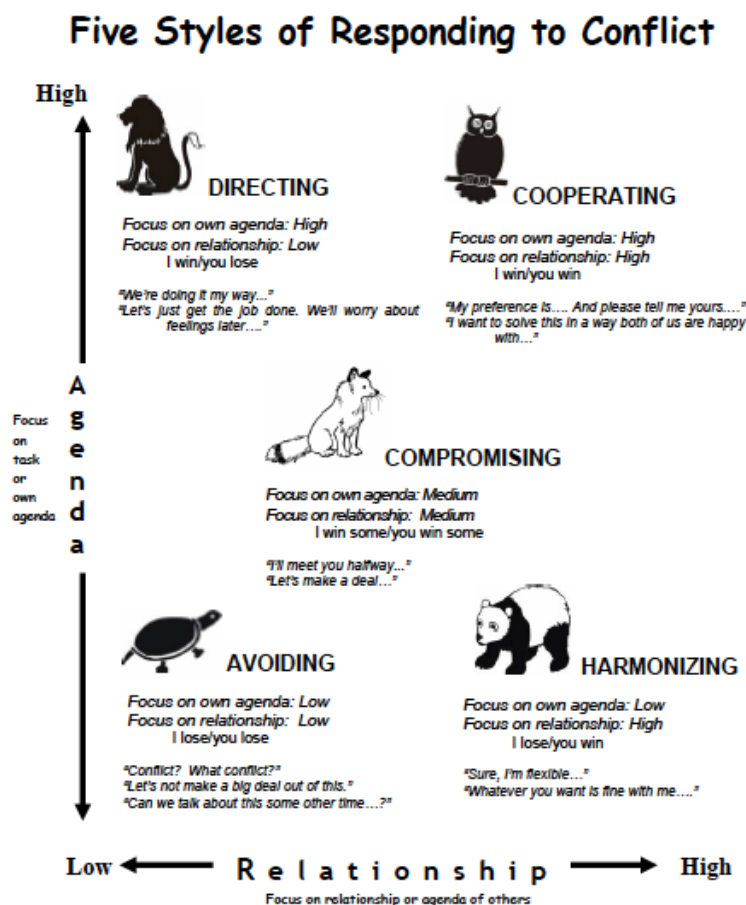 Five Styles of Responding to Conflict
High
DIRECTING
Focus on own agenda: High
Focus on relationship: Low
I win/you lose
“We’re doing it my way...”
“Let’s just get the job done. We’ll worry about
feelings later....”
COOPERATING
Focus on own agenda: High
Focus on relationship: High
I win/you win
“My preference is.... And please tell me yours....”
“I want to solve this in a way both of us are happy
with...”
Agenda
Focus
on
task
or
own
agenda
COMPROMISING
Focus on own agenda: Medium
Focus on relationship: Medium
I win some/you win some
“I’ll meet you halfway...”
“Let’s make a deal...”
AVOIDING
Focus on own agenda: Low
Focus on relationship: Low
I lose/you lose
“Conflict? What conflict?”
“Let’s not make a big deal out of this.”
“Can we talk about this some other time...?”
HARMONIZING
Focus on own agenda: Low
Focus on relationship: High
I lose/you win
“Sure, I’m flexible...”
“Whatever you want is fine with me....”
Low
Relationship
High
Focus on relationship or agenda of others